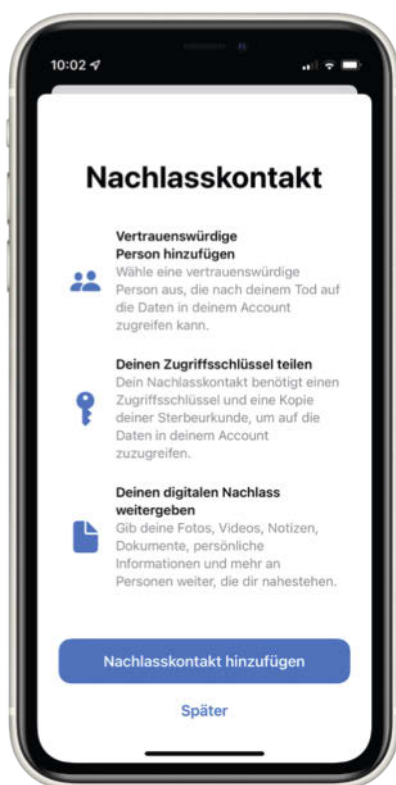 10:02
Nachlasskontakt
Vertrauenswürdige
Person hinzufügen
Wähle eine vertrauenswürdige
Person aus, die nach deinem Tod auf
die Daten in deinem Account
zugreifen kann.
Deinen Zugriffsschlüssel teilen
Dein Nachlasskontakt benötigt einen
Zugriffsschlüssel und eine Kopie
deiner Sterbeurkunde, um auf die
Daten in deinem Account
zuzugreifen.
Deinen digitalen Nachlass
weitergeben
Gib deine Fotos, Videos, Notizen,
Dokumente, persönliche
Informationen und mehr an
Personen weiter, die dir nahestehen.
Nachlasskontakt hinzufügen
Später